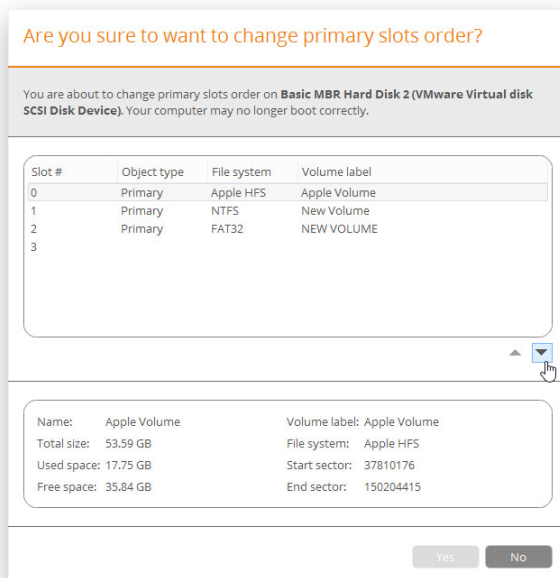 Are you sure to want to change primary slots order?
You are about to change primary slots order on Basic MBR Hard Disk 2 (VMware Virtual disk
SCSI Disk Device). Your computer may no longer boot correctly.
Slot # Object type File system Volume label
0 Primary Apple HFS Apple Volume
1 Primary NTFS New Volume
2 Primary FAT32 NEW VOLUME
3
Name: Apple Volume Volume label: Apple Volume
Total size: 53.59 GB File system: Apple HFS
Used space: 17.75 GB Start sector: 37810176
Free space: 35.84 GB End sector: 150204415
Yes No